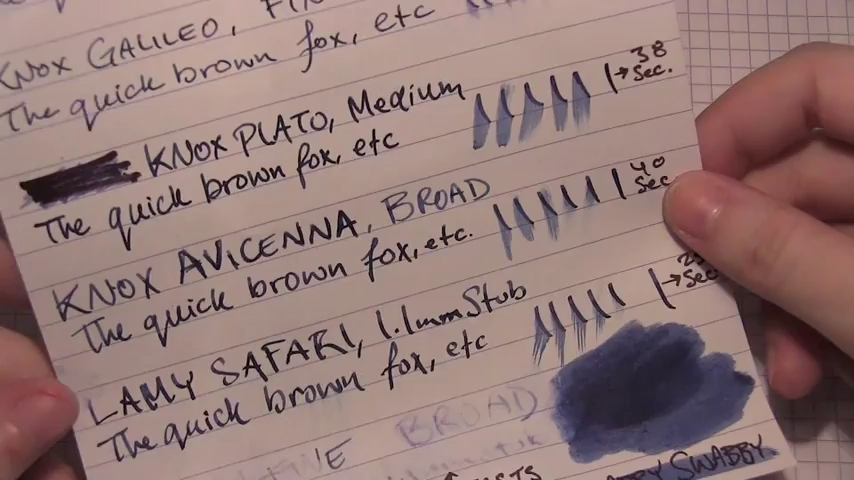 KNOX GALILEO,
The quick brown fox, etc
KNOX PLATO, Medium
The quick brown fox, etc
→ 38 Sec.
KNOX AVICENNA, BROAD
The quick brown fox, etc.
40 Sec
LAMY SAFARI, 1.1mm Stub
The quick brown fox, etc
→ Sec
BROAD
SWABBY